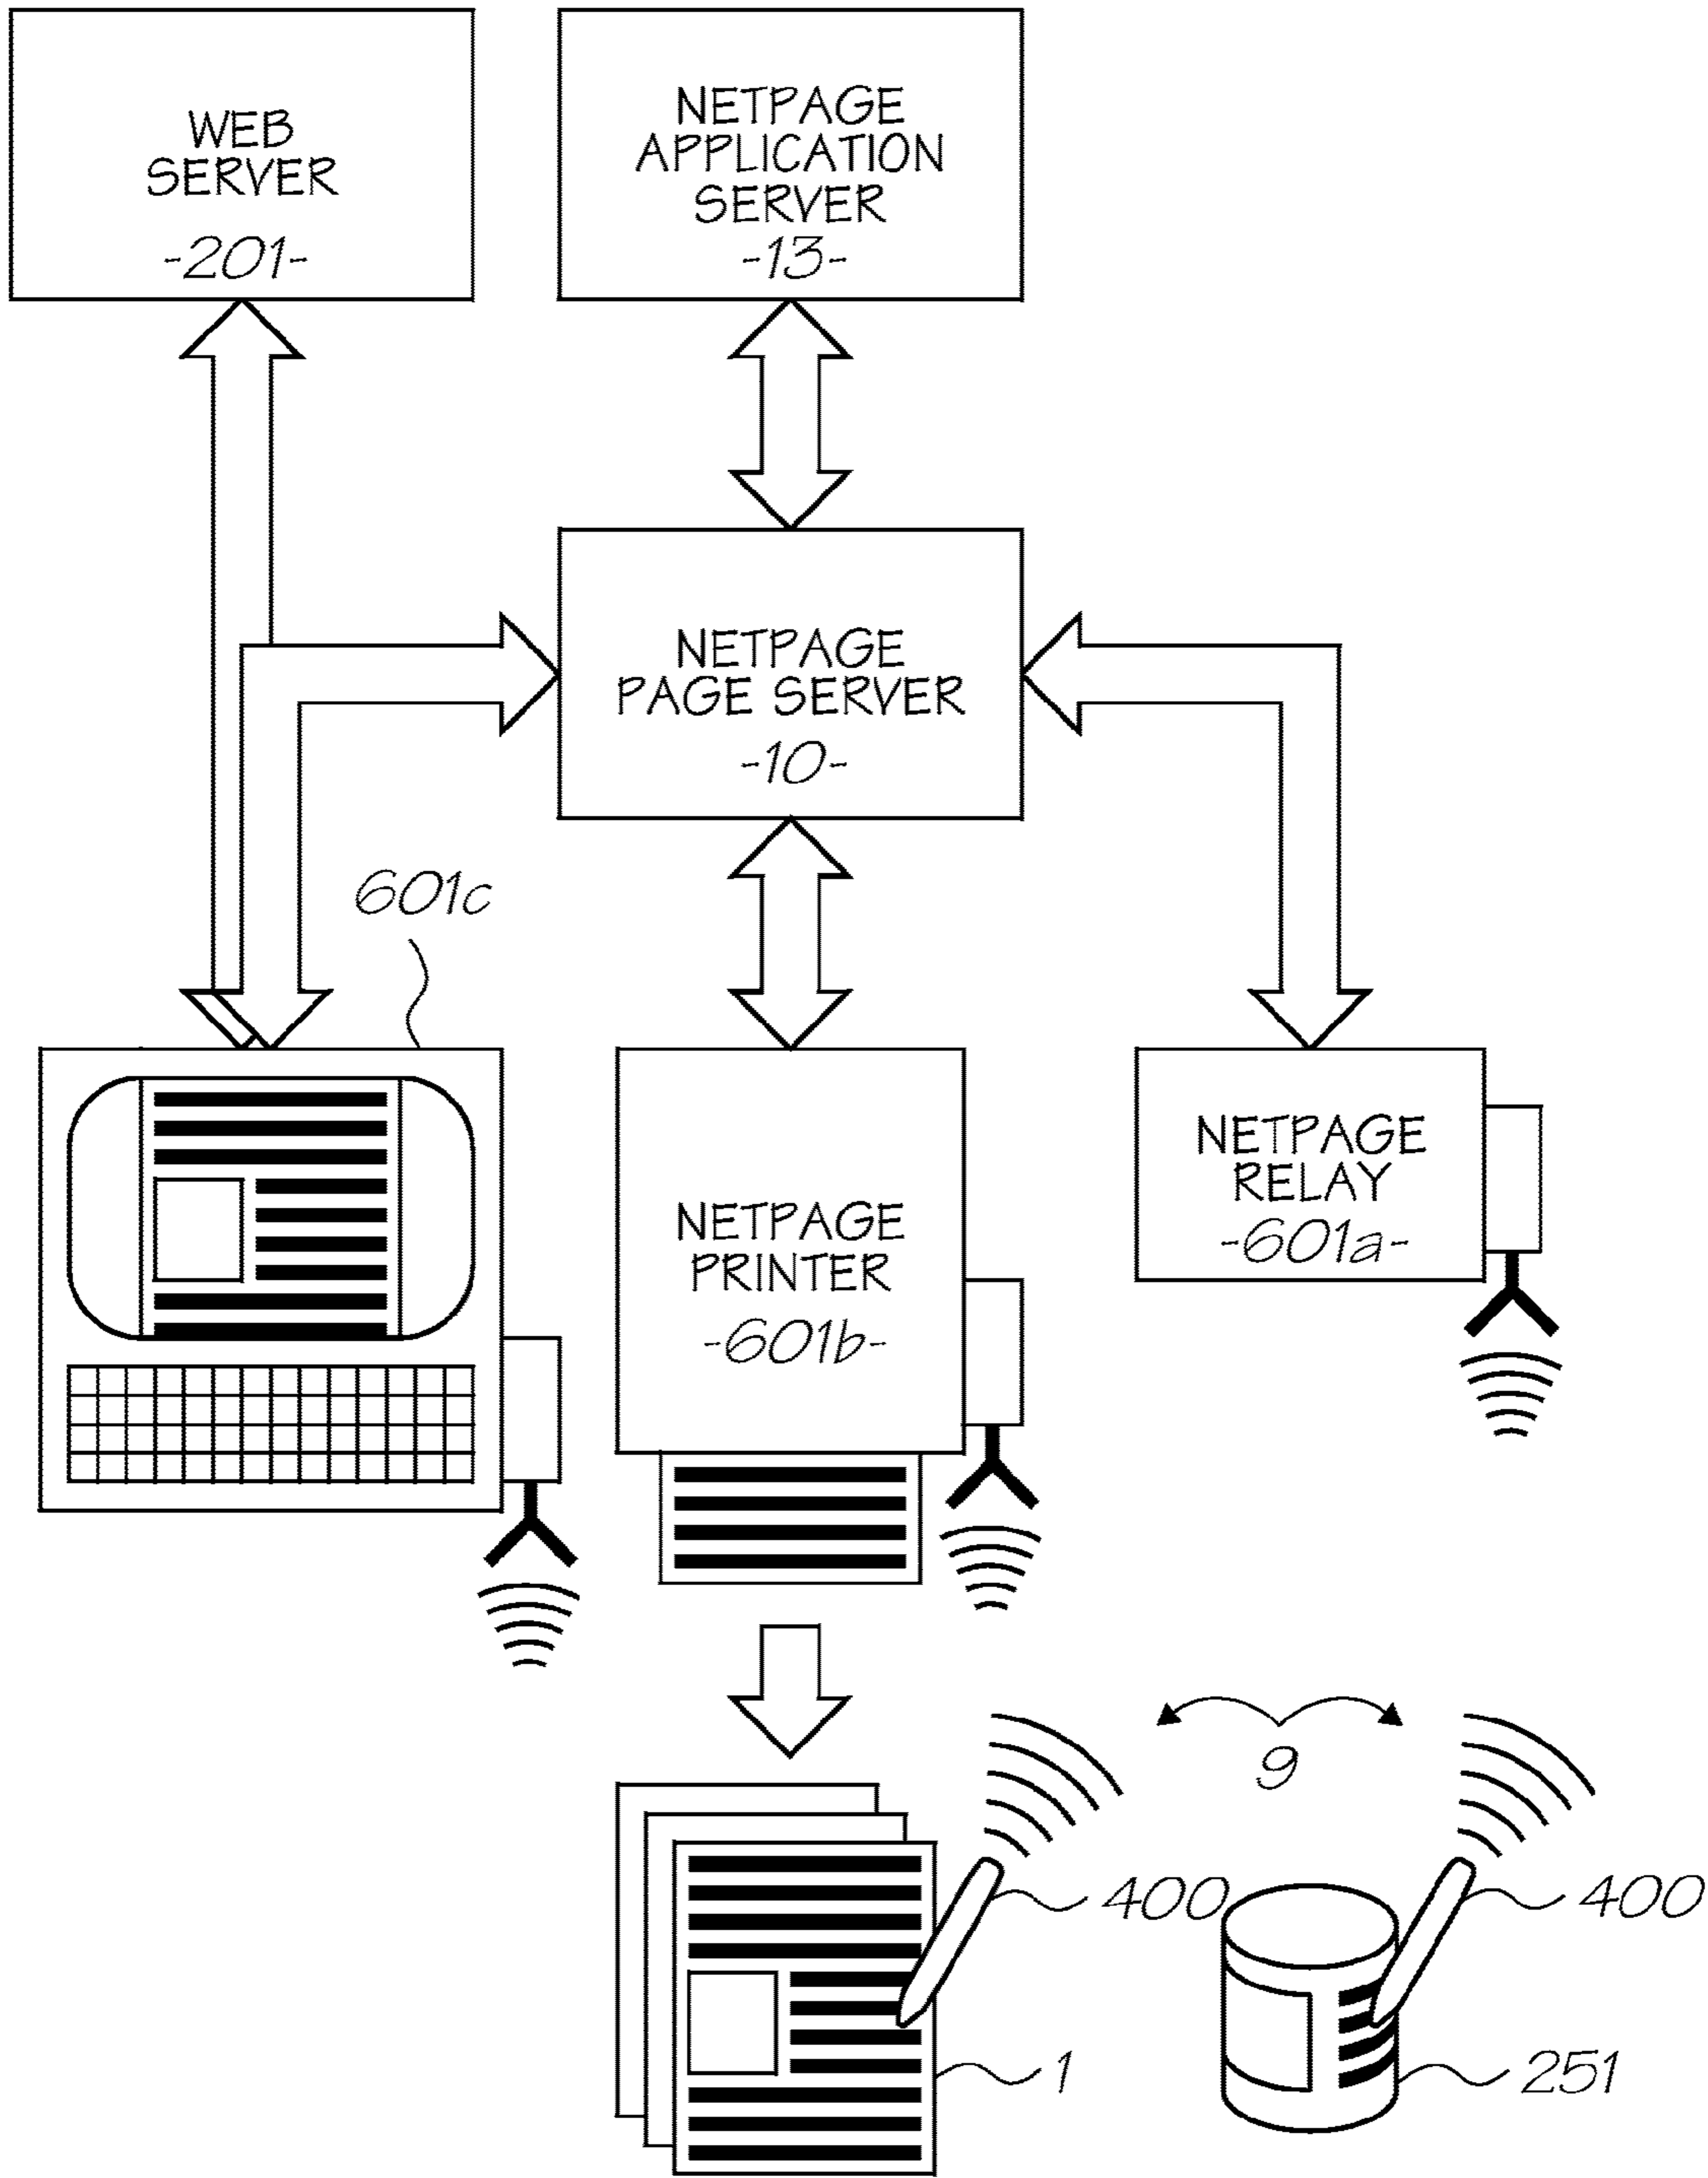 WEB
SERVER
-201-
NETPAGE
APPLICATION
SERVER
-13-
NETPAGE
PAGE SERVER
-10-
601c
NETPAGE
PRINTER
-601b-
NETPAGE
RELAY
-601a-
9
400
400
1
251